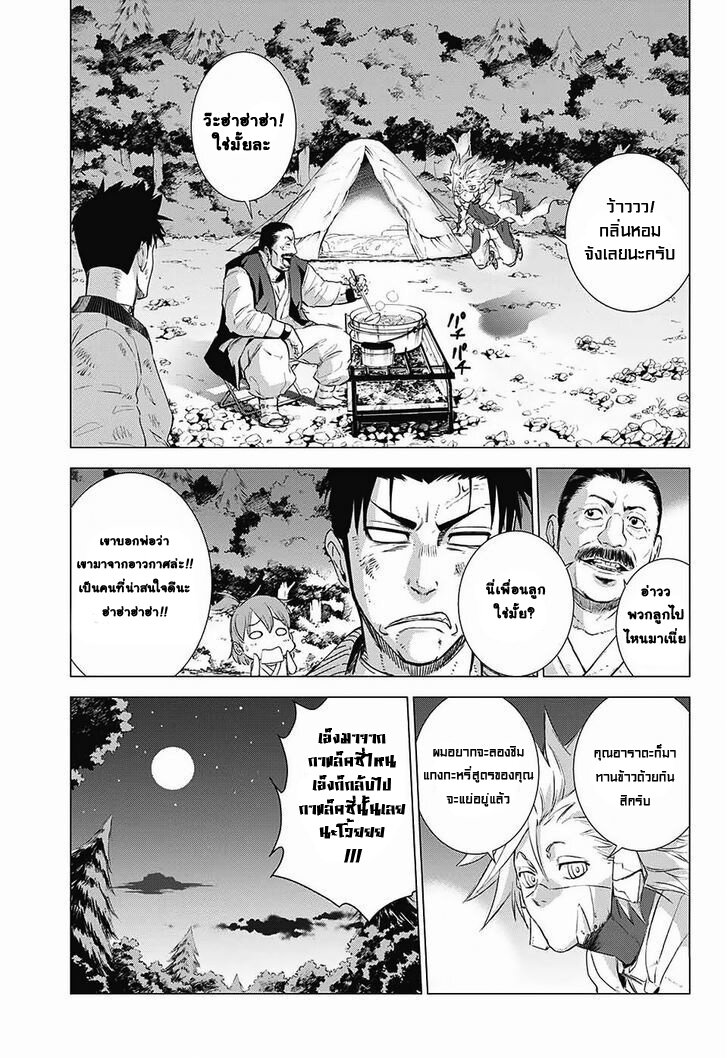 ว้าววว!
กลิ่นหอม
จังเลยนะครับ
วะฮ่าฮ่าฮ่า!
ใช่มั้ยละ
パチ
パチ
อ่าวว
พวกลูกไป
ไหนมาเนี่ย
นี่เพื่อนลูก
ใช่มั้ย?
เขาบอกพ่อว่า
เขามาจากอวกาศล่ะ!!
เป็นคนที่น่าสนใจดีนะ
ฮ่าฮ่าฮ่าฮ่า!!
คุณอาราตะก็มา
ทานข้าวด้วยกัน
สิครับ
ผมอยากจะลองชิม
แกงกะหรี่สูตรของคุณ
จะแย่อยู่แล้ว
เอ็งมาจาก
กาแล็คซี่ไหน
เอ็งก็กลับไป
กาแล็คซี่นั้นเลย
นะโว้ยยย
!!!